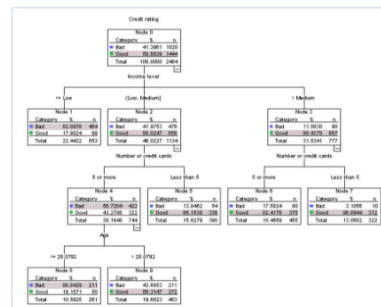 Credit rating
Node 0
Category % n
Bad 41.3961 1020
Good 58.6039 1444
Total 100.0000 2464
Income level
<= Low
(Low, Medium]
> Medium
Node 1
Category % n
Bad 82.0976 454
Good 17.9024 99
Total 22.4432 553
Node 2
Category % n
Bad 41.9753 476
Good 58.0247 658
Total 46.0227 1134
Node 3
Category % n
Bad 11.5830 90
Good 88.4170 687
Total 31.5341 777
Number of credit cards
Number of credit cards
5 or more
Less than 5
5 or more
Less than 5
Node 4
Category % n
Bad 56.7204 422
Good 43.2796 322
Total 30.1948 744
Node 5
Category % n
Bad 13.8462 54
Good 86.1538 336
Total 15.8279 390
Node 6
Category % n
Bad 17.5824 80
Good 82.4176 375
Total 18.4659 455
Node 7
Category % n
Bad 3.1056 10
Good 96.8944 312
Total 13.0682 322
Age
Node 8
Category % n
Bad 80.8429 211
Good 19.1571 50
Total 10.5925 261
Node 9
Category % n
Bad 43.6853 211
Good 56.3147 272
Total 19.6023 483